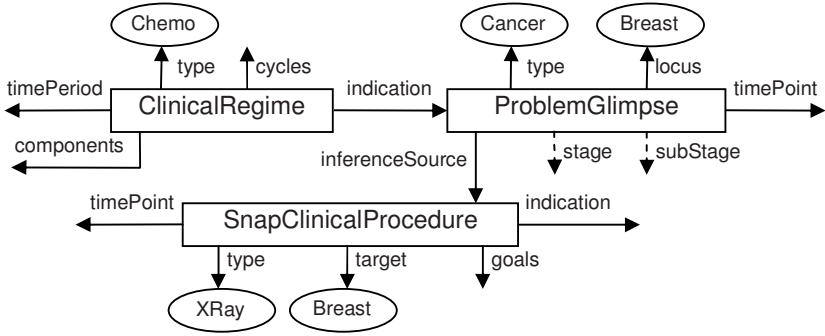 Chemo
Cancer
Breast
type
cycles
type
locus
timePeriod
ClinicalRegime
indication
ProblemGlimpse
timePoint
components
inferenceSource
stage
subStage
timePoint
SnapClinicalProcedure
indication
type
target
goals
XRay
Breast